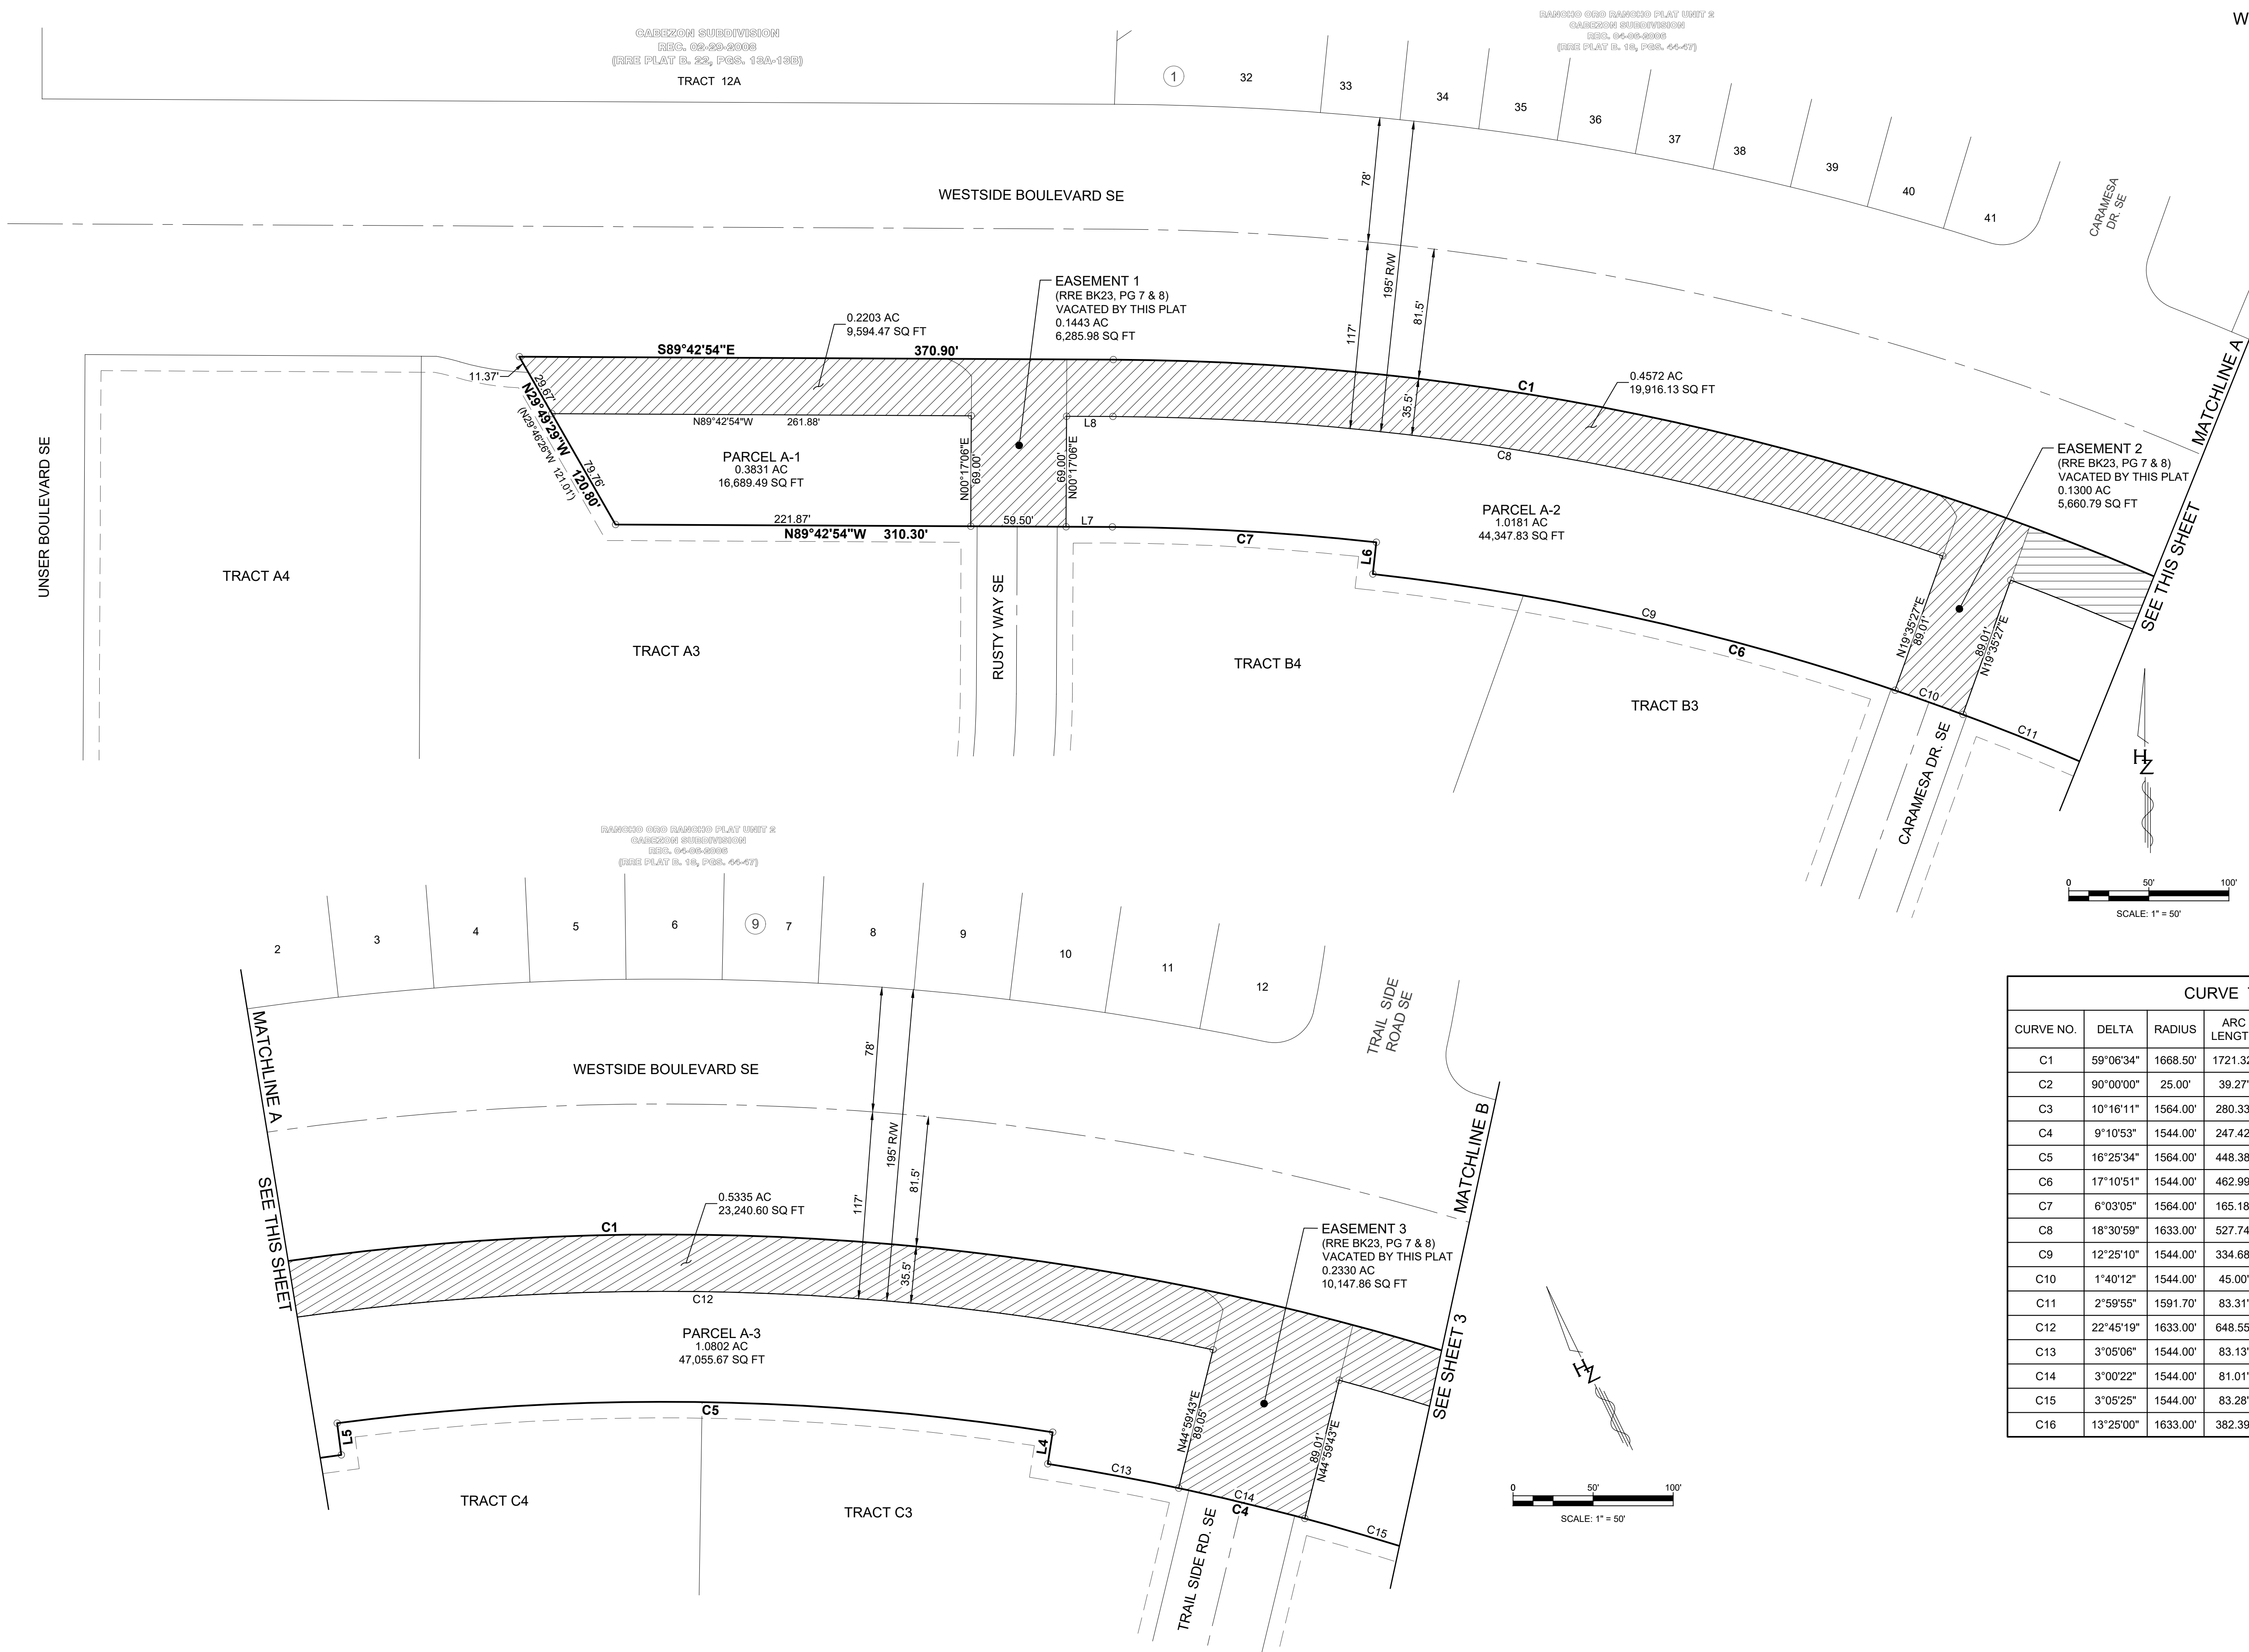 W
CABEZON SUBDIVISION
REC. 02-29-2008
(RRE PLAT B. 22, PGS. 13A-13B)
TRACT 12A
RANCHO ORO RANCHO PLAT UNIT 2
CABEZON SUBDIVISION
REC. 04-06-2006
(RRE PLAT B. 18, PGS. 44-47)
1
32
33
34
35
36
37
38
39
40
41
CARAMESA
DR. SE
WESTSIDE BOULEVARD SE
78'
117'
195' R/W
81.5'
35.5'
EASEMENT 1
(RRE BK23, PG 7 & 8)
VACATED BY THIS PLAT
0.1443 AC
6,285.98 SQ FT
0.2203 AC
9,594.47 SQ FT
S89°42'54"E 370.90'
11.37'
29.67'
N29°49'29"W 120.80'
(N29°46'26"W 121.01')
79.76'
N89°42'54"W 261.88'
PARCEL A-1
0.3831 AC
16,689.49 SQ FT
N00°17'06"E
69.00'
69.00'
N00°17'06"E
L8
221.87'
59.50'
L7
N89°42'54"W 310.30'
C1
0.4572 AC
19,916.13 SQ FT
C8
PARCEL A-2
1.0181 AC
44,347.83 SQ FT
C7
L6
C9
C6
EASEMENT 2
(RRE BK23, PG 7 & 8)
VACATED BY THIS PLAT
0.1300 AC
5,660.79 SQ FT
N19°35'27"E
89.01'
89.01'
N19°35'27"E
C10
C11
MATCHLINE A
SEE THIS SHEET
UNSER BOULEVARD SE
TRACT A4
TRACT A3
RUSTY WAY SE
TRACT B4
TRACT B3
CARAMESA DR. SE
HZ
0 50' 100'
SCALE: 1" = 50'
RANCHO ORO RANCHO PLAT UNIT 2
CABEZON SUBDIVISION
REC. 04-06-2006
(RRE PLAT B. 18, PGS. 44-47)
2
3
4
5
6
9
7
8
9
10
11
12
TRAIL SIDE
ROAD SE
MATCHLINE A
SEE THIS SHEET
WESTSIDE BOULEVARD SE
78'
117'
195' R/W
81.5'
35.5'
MATCHLINE B
SEE SHEET 3
C1
0.5335 AC
23,240.60 SQ FT
C12
PARCEL A-3
1.0802 AC
47,055.67 SQ FT
EASEMENT 3
(RRE BK23, PG 7 & 8)
VACATED BY THIS PLAT
0.2330 AC
10,147.86 SQ FT
N44°59'43"E
89.05'
89.01'
N44°59'43"E
L5
C5
L4
C13
C14
C4
C15
TRACT C4
TRACT C3
TRAIL SIDE RD. SE
HZ
0 50' 100'
SCALE: 1" = 50'
CURVE
CURVE NO. DELTA RADIUS ARC
LENGT
C1 59°06'34" 1668.50' 1721.32
C2 90°00'00" 25.00' 39.27'
C3 10°16'11" 1564.00' 280.33
C4 9°10'53" 1544.00' 247.42
C5 16°25'34" 1564.00' 448.38
C6 17°10'51" 1544.00' 462.99
C7 6°03'05" 1564.00' 165.18
C8 18°30'59" 1633.00' 527.74
C9 12°25'10" 1544.00' 334.68
C10 1°40'12" 1544.00' 45.00'
C11 2°59'55" 1591.70' 83.31'
C12 22°45'19" 1633.00' 648.55
C13 3°05'06" 1544.00' 83.13'
C14 3°00'22" 1544.00' 81.01'
C15 3°05'25" 1544.00' 83.28'
C16 13°25'00" 1633.00' 382.39